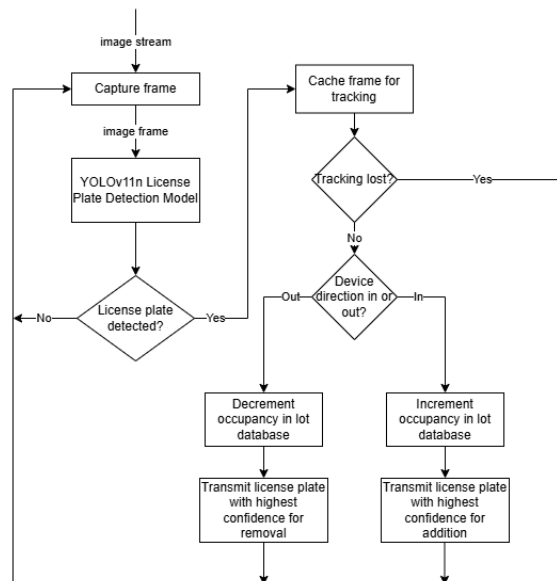 image stream
Capture frame
image frame
YOLOv11n License
Plate Detection Model
License plate
detected?
No
Yes
Cache frame for
tracking
Tracking lost?
Yes
No
Device
direction in or
out?
Out
In
Decrement
occupancy in lot
database
Increment
occupancy in lot
database
Transmit license plate
with highest
confidence for
removal
Transmit license plate
with highest
confidence for
addition